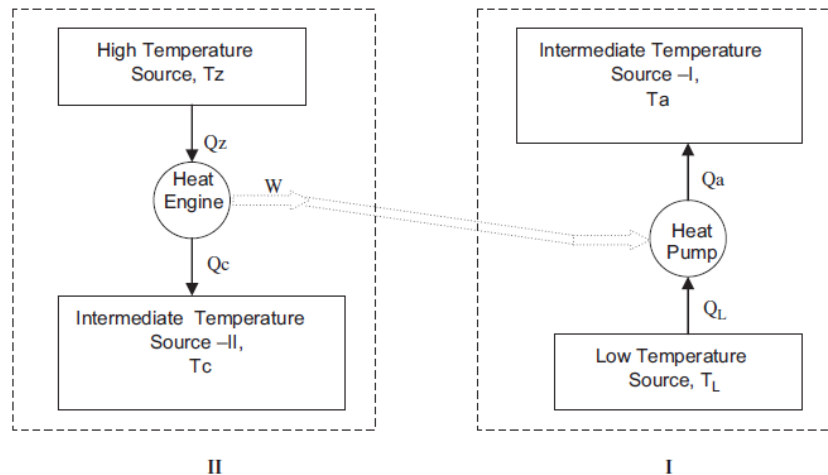 High Temperature
Source, Tz
Qz
Heat
Engine
W
Qc
Intermediate Temperature
Source –II,
Tc
II
Intermediate Temperature
Source –I,
Ta
Qa
Heat
Pump
QL
Low Temperature
Source, TL
I